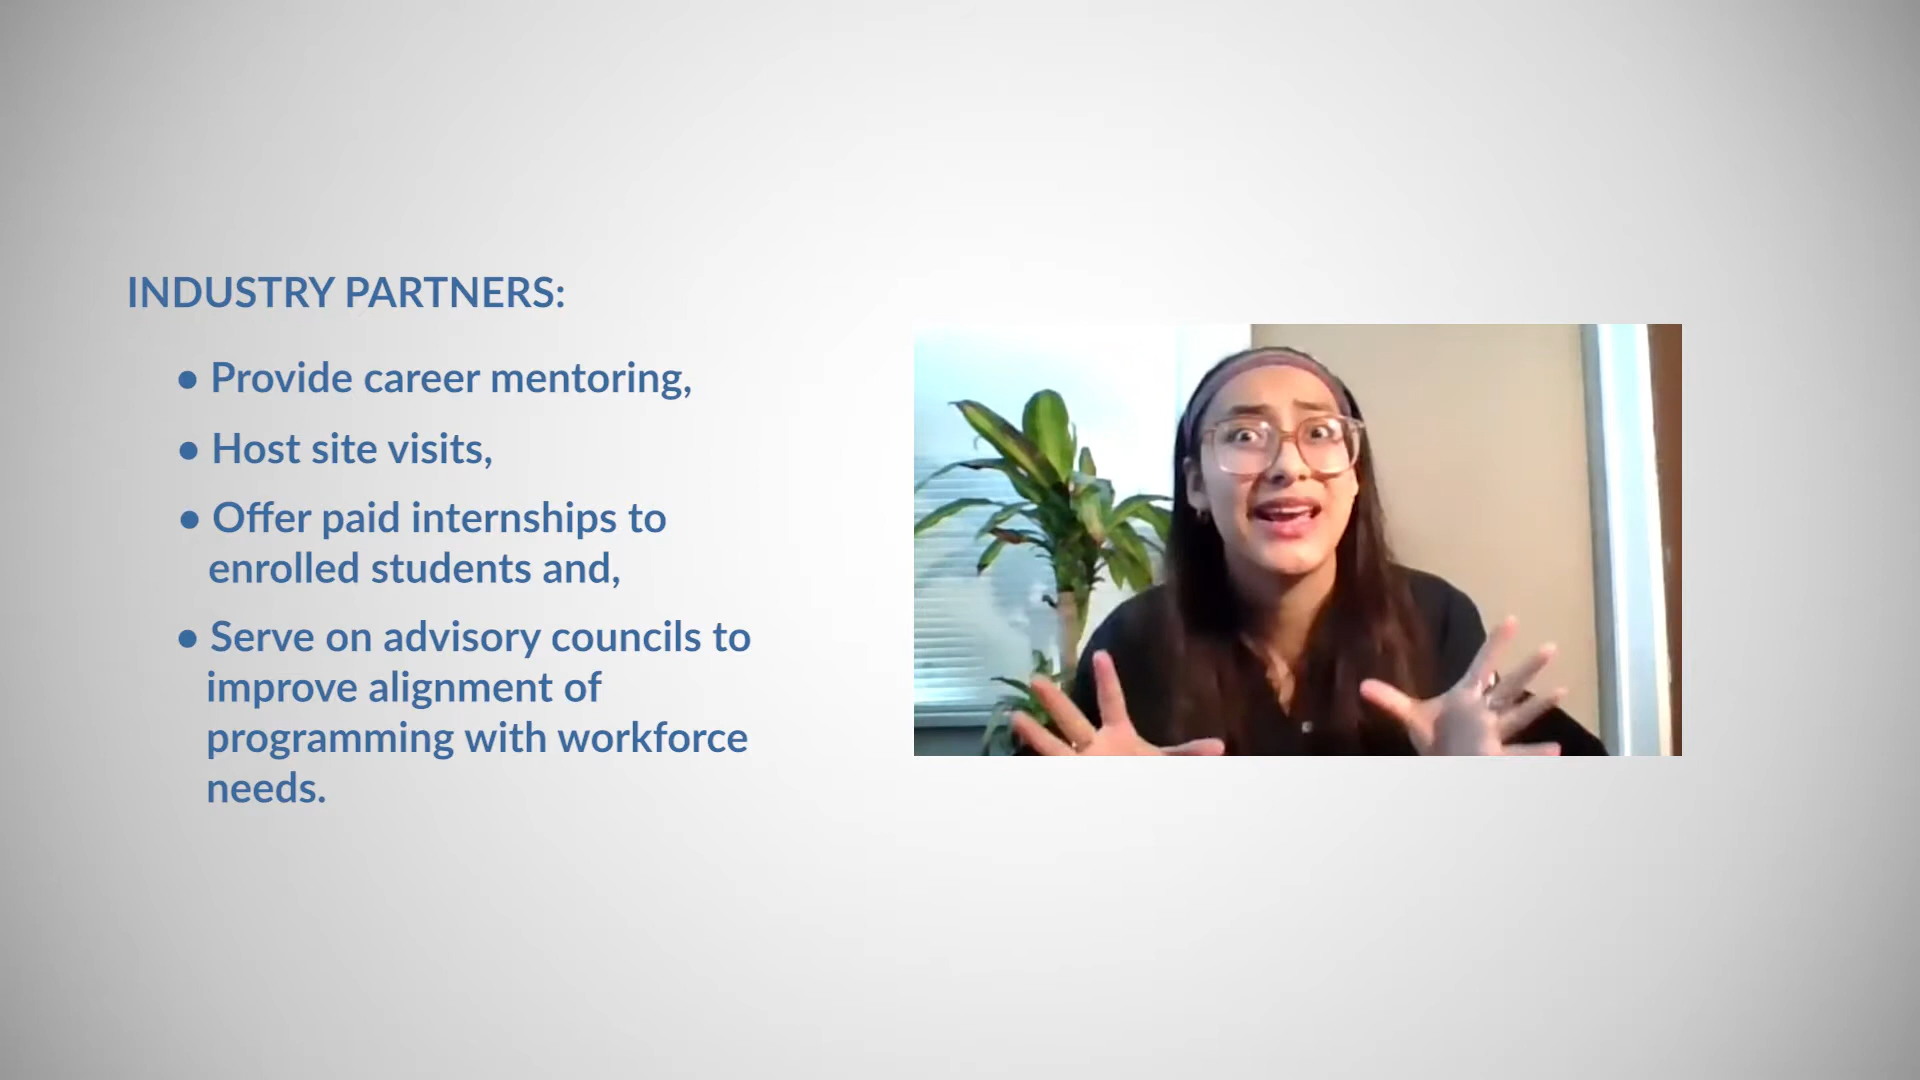 INDUSTRY PARTNERS:
• Provide career mentoring,
• Host site visits,
• Offer paid internships to
enrolled students and,
• Serve on advisory councils to
improve alignment of
programming with workforce
needs.